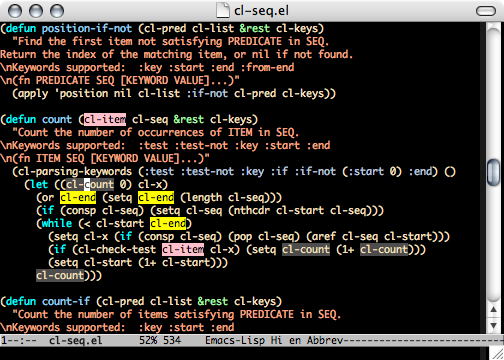 cl-seq.el
(defun position-if-not (cl-pred cl-list &rest cl-keys)
  "Find the first item not satisfying PREDICATE in SEQ.
Return the index of the matching item, or nil if not found.
\nKeywords supported:  :key :start :end :from-end
\n(fn PREDICATE SEQ [KEYWORD VALUE]...)"
  (apply 'position nil cl-list :if-not cl-pred cl-keys))
(defun count (cl-item cl-seq &rest cl-keys)
  "Count the number of occurrences of ITEM in SEQ.
\nKeywords supported:  :test :test-not :key :start :end
\n(fn ITEM SEQ [KEYWORD VALUE]...)"
  (cl-parsing-keywords (:test :test-not :key :if :if-not (:start 0) :end) ()
    (let ((cl-count 0) cl-x)
      (or cl-end (setq cl-end (length cl-seq)))
      (if (consp cl-seq) (setq cl-seq (nthcdr cl-start cl-seq)))
      (while (< cl-start cl-end)
        (setq cl-x (if (consp cl-seq) (pop cl-seq) (aref cl-seq cl-start)))
        (if (cl-check-test cl-item cl-x) (setq cl-count (1+ cl-count)))
        (setq cl-start (1+ cl-start)))
      cl-count)))
(defun count-if (cl-pred cl-list &rest cl-keys)
  "Count the number of items satisfying PREDICATE in SEQ.
\nKeywords supported:  :key :start :end
1--:--  cl-seq.el      52% 534    Emacs-Lisp Hi en Abbrev--------------------